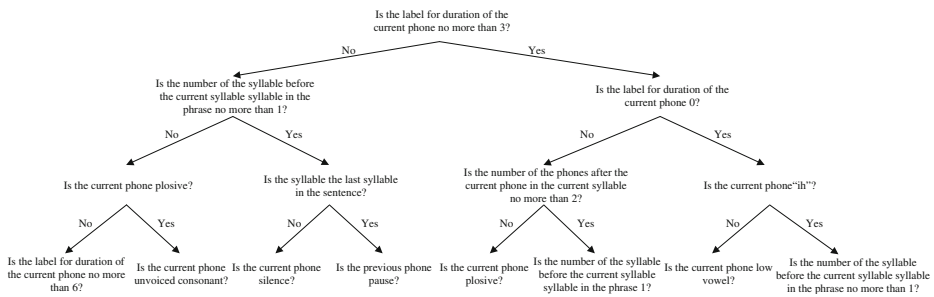 Is the label for duration of the
current phone no more than 3?
No
Yes
Is the number of the syllable before
the current syllable syllable in the
phrase no more than 1?
Is the label for duration of the
current phone 0?
No
Yes
No
Yes
Is the current phone plosive?
Is the syllable the last syllable
in the sentence?
Is the number of the phones after the
current phone in the current syllable
no more than 2?
Is the current phone“ih”?
No
Yes
No
Yes
No
Yes
No
Yes
Is the label for duration of
the current phone no more
than 6?
Is the current phone
unvoiced consonant?
Is the current phone
silence?
Is the previous phone
pause?
Is the current phone
plosive?
Is the number of the syllable
before the current syllable
syllable in the phrase 1?
Is the current phone low
vowel?
Is the number of the syllable
before the current syllable syllable
in the phrase no more than 1?